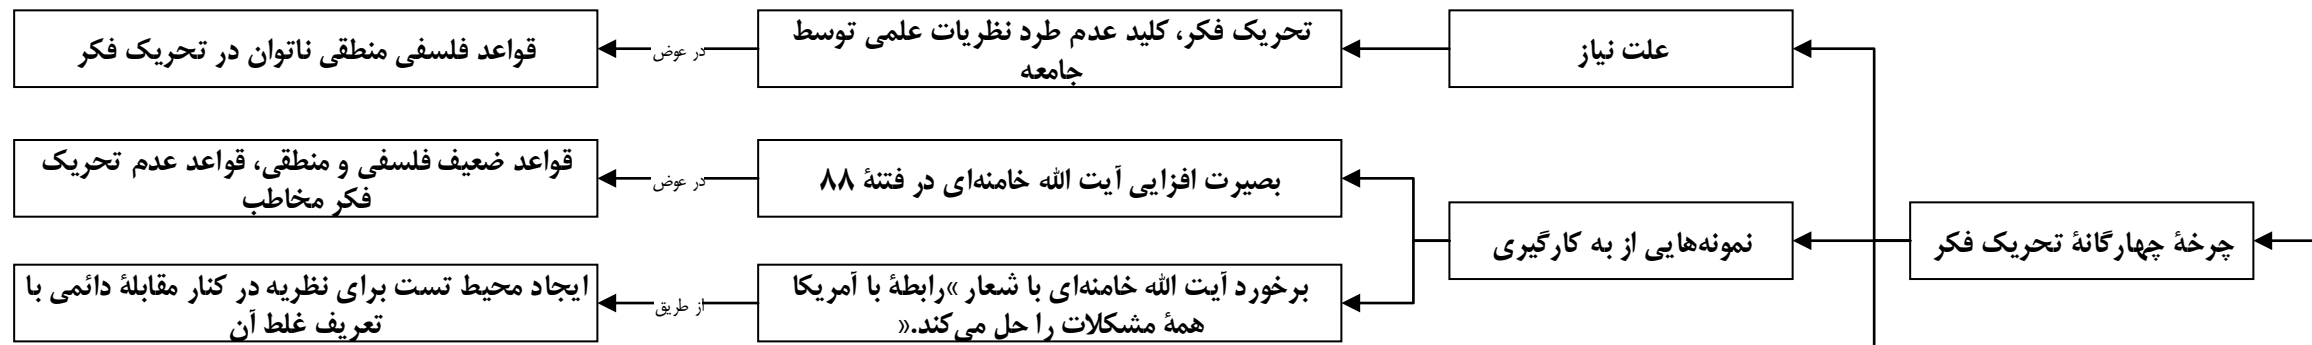 چرخهٔ چهارگانهٔ تحریک فکر
علت نیاز
تحریک فکر، کلید عدم طرد نظریات علمی توسط
جامعه
در عوض
قواعد فلسفی منطقی ناتوان در تحریک فکر
نمونه‌هایی از به کارگیری
بصیرت افزایی آیت الله خامنه‌ای در فتنهٔ ۸۸
در عوض
قواعد ضعیف فلسفی و منطقی، قواعد عدم تحریک
فکر مخاطب
برخورد آیت الله خامنه‌ای با شعار »رابطهٔ با آمریکا
همهٔ مشکلات را حل می‌کند.«
از طریق
ایجاد محیط تست برای نظریه در کنار مقابلهٔ دائمی با
تعریف غلط آن